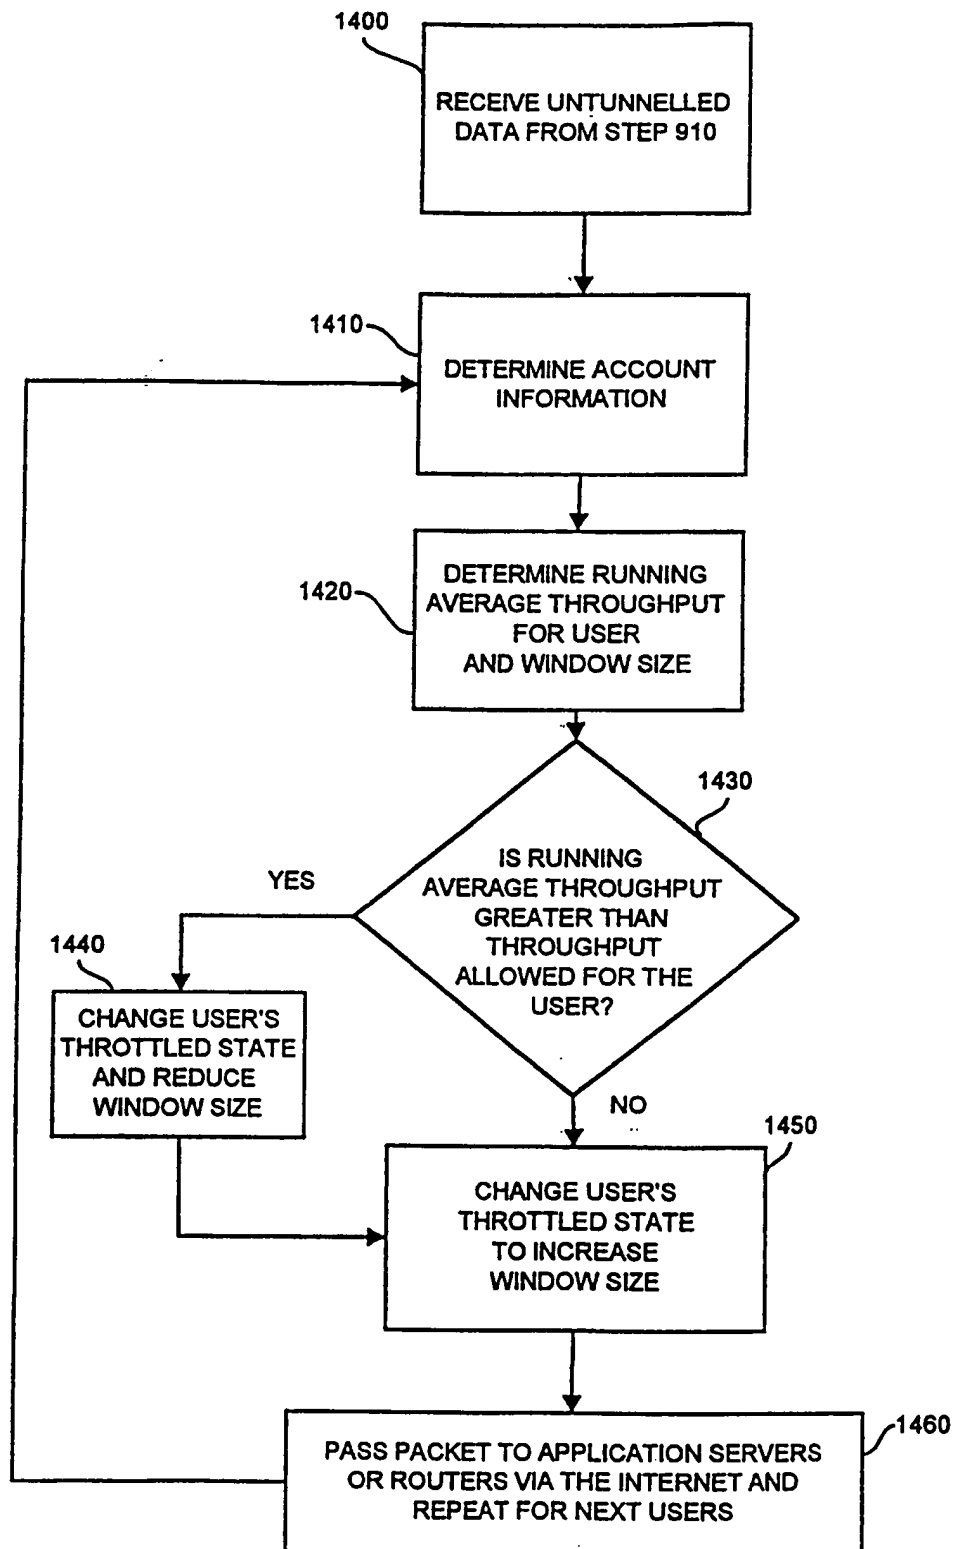 1400
RECEIVE UNTUNNELLED
DATA FROM STEP 910
1410
DETERMINE ACCOUNT
INFORMATION
1420
DETERMINE RUNNING
AVERAGE THROUGHPUT
FOR USER
AND WINDOW SIZE
1430
IS RUNNING
AVERAGE THROUGHPUT
GREATER THAN
THROUGHPUT
ALLOWED FOR THE
USER?
YES
1440
CHANGE USER'S
THROTTLED STATE
AND REDUCE
WINDOW SIZE
NO
1450
CHANGE USER'S
THROTTLED STATE
TO INCREASE
WINDOW SIZE
1460
PASS PACKET TO APPLICATION SERVERS
OR ROUTERS VIA THE INTERNET AND
REPEAT FOR NEXT USERS